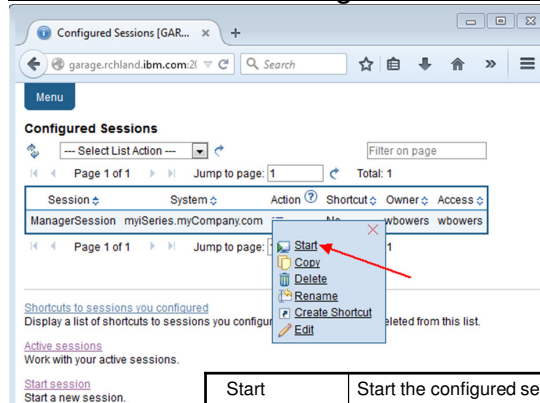 Configured Sessions [GAR...
garage.rchland.ibm.com:2(
Search
Menu
Configured Sessions
--- Select List Action ---
Filter on page
Page 1 of 1
Jump to page: 1
Total: 1
Session System Action Shortcut Owner Access
ManagerSession myiSeries.myCompany.com No wbowers wbowers
Page 1 of 1
Jump to page:
1
Start
Copy
Delete
Rename
Create Shortcut
Edit
Shortcuts to sessions you configured
Display a list of shortcuts to sessions you configur eleted from this list.
Active sessions
Work with your active sessions.
Start session
Start a new session.
Start Start the configured se